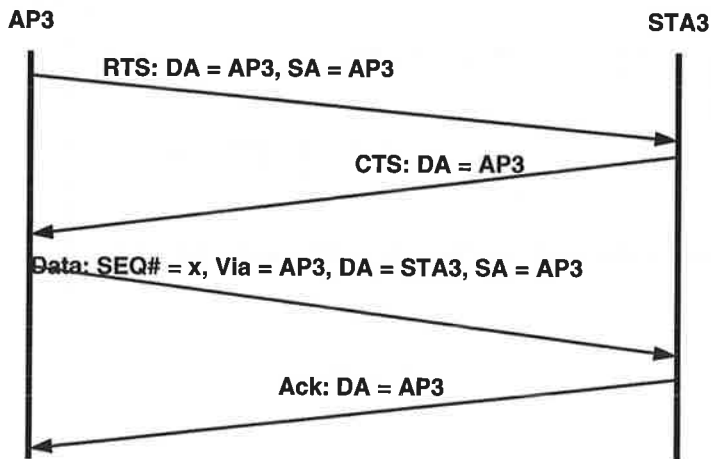 AP3
STA3
RTS: DA = AP3, SA = AP3
CTS: DA = AP3
Data: SEQ# = x, Via = AP3, DA = STA3, SA = AP3
Ack: DA = AP3